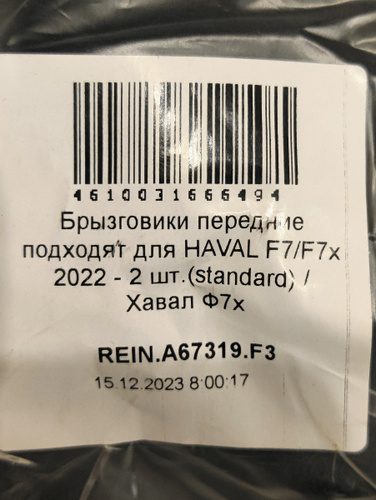 4610031666494
Брызговики передние
подходят для HAVAL F7/F7x
2022 - 2 шт.(standard) /
Хавал Ф7х
REIN.A67319.F3
15.12.2023 8:00:17